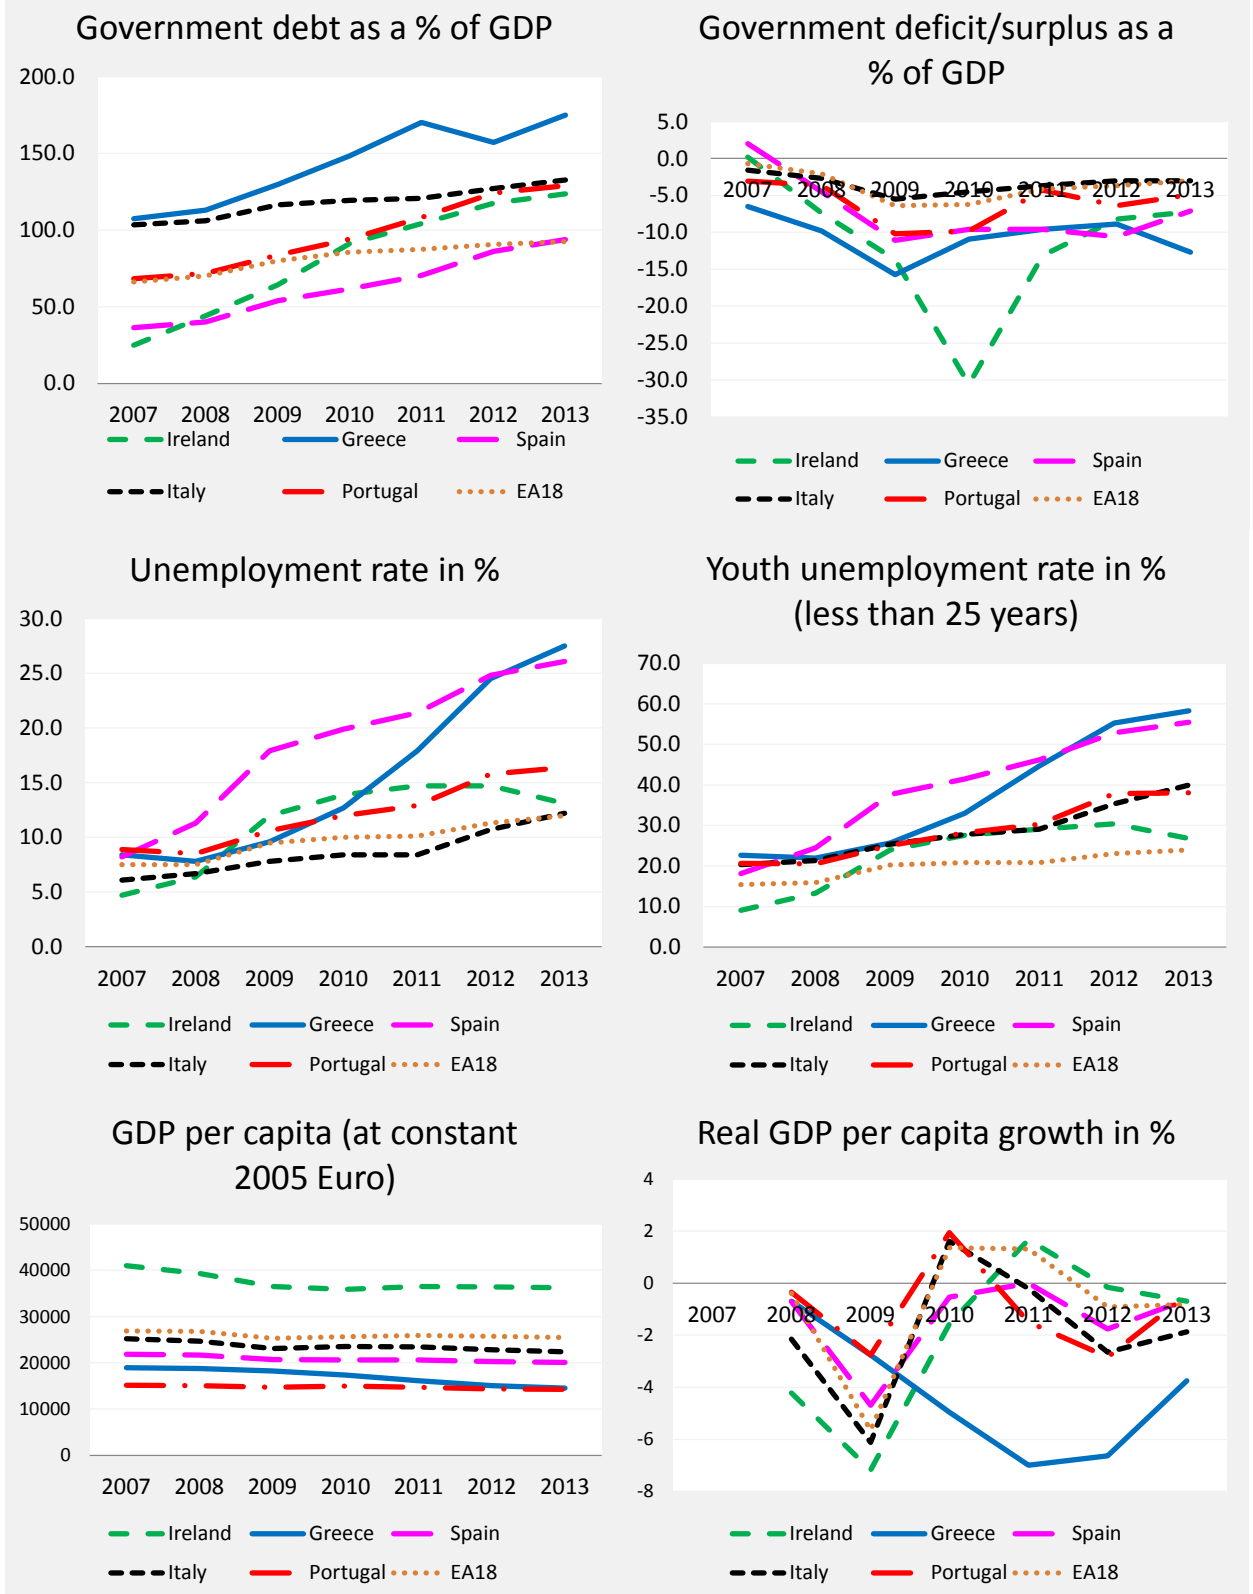 Government debt as a % of GDP
200.0
150.0
100.0
50.0
0.0
2007 2008 2009 2010 2011 2012 2013
Ireland Greece Spain
Italy Portugal EA18
Government deficit/surplus as a
% of GDP
5.0
0.0
-5.0
-10.0
-15.0
-20.0
-25.0
-30.0
-35.0
2007 2008 2009 2010 2011 2012 2013
Ireland Greece Spain
Italy Portugal EA18
Unemployment rate in %
30.0
25.0
20.0
15.0
10.0
5.0
0.0
2007 2008 2009 2010 2011 2012 2013
Ireland Greece Spain
Italy Portugal EA18
Youth unemployment rate in %
(less than 25 years)
70.0
60.0
50.0
40.0
30.0
20.0
10.0
0.0
2007 2008 2009 2010 2011 2012 2013
Ireland Greece Spain
Italy Portugal EA18
GDP per capita (at constant
2005 Euro)
50000
40000
30000
20000
10000
0
2007 2008 2009 2010 2011 2012 2013
Ireland Greece Spain
Italy Portugal EA18
Real GDP per capita growth in %
4
2
0
-2
-4
-6
-8
2007 2008 2009 2010 2011 2012 2013
Ireland Greece Spain
Italy Portugal EA18